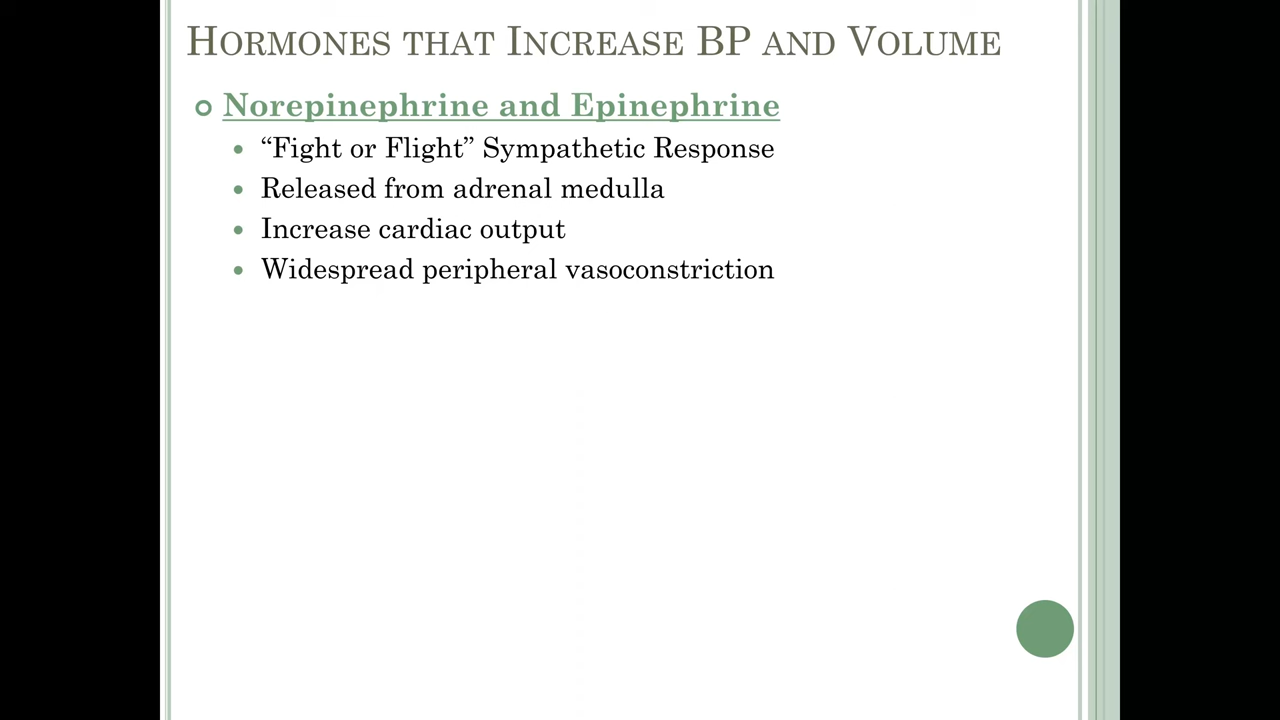 Hormones that Increase BP and Volume
Norepinephrine and Epinephrine
“Fight or Flight” Sympathetic Response
Released from adrenal medulla
Increase cardiac output
Widespread peripheral vasoconstriction